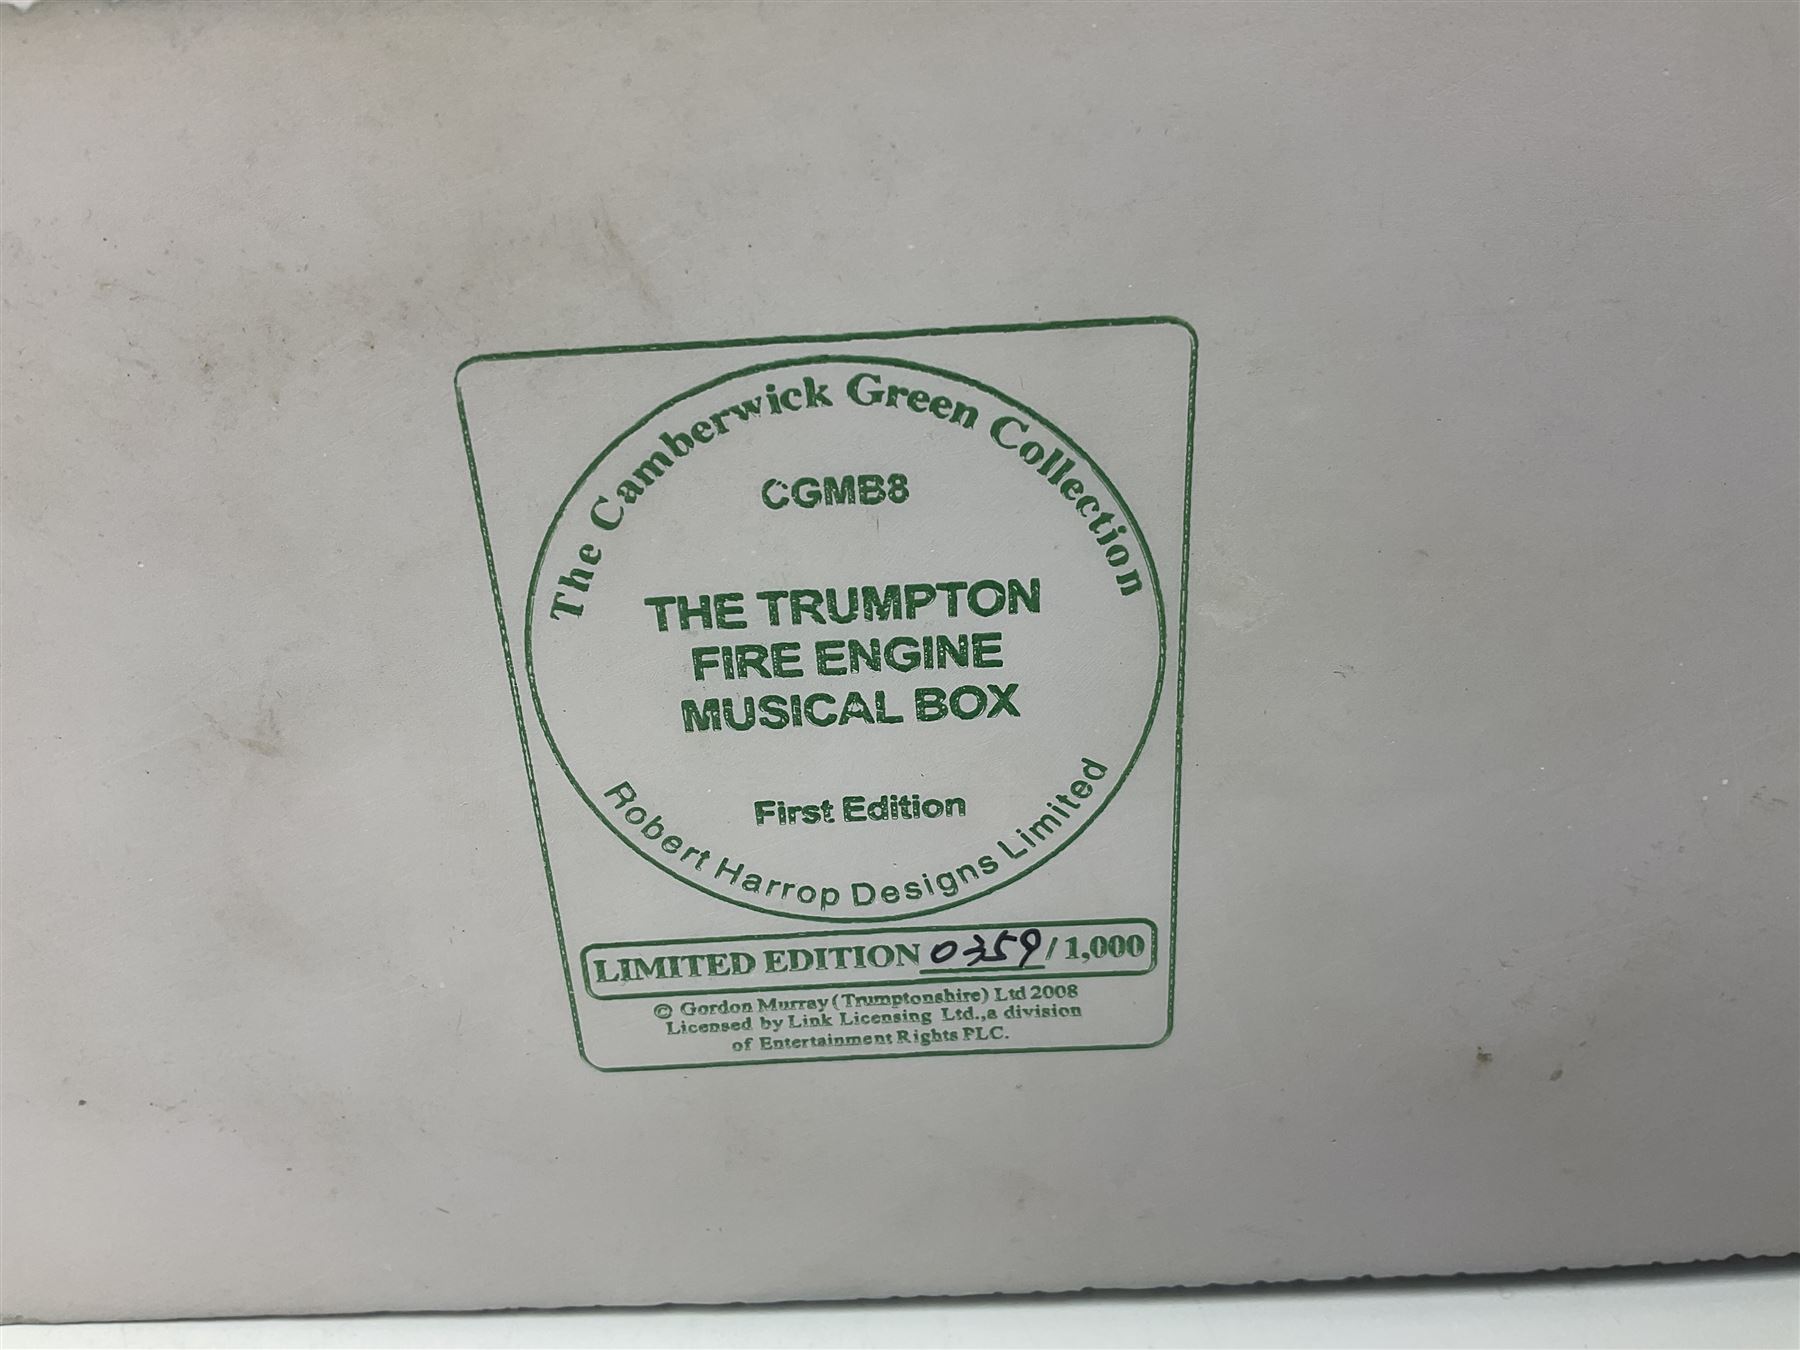 The Camberwick Green Collection
CGMB8
THE TRUMPTON
FIRE ENGINE
MUSICAL BOX
First Edition
Robert Harrop Designs Limited
LIMITED EDITION 0359/1,000
© Gordon Murray (Trumptonshire) Ltd 2008
Licensed by Link Licensing Ltd.,a division
of Entertainment Rights PLC.